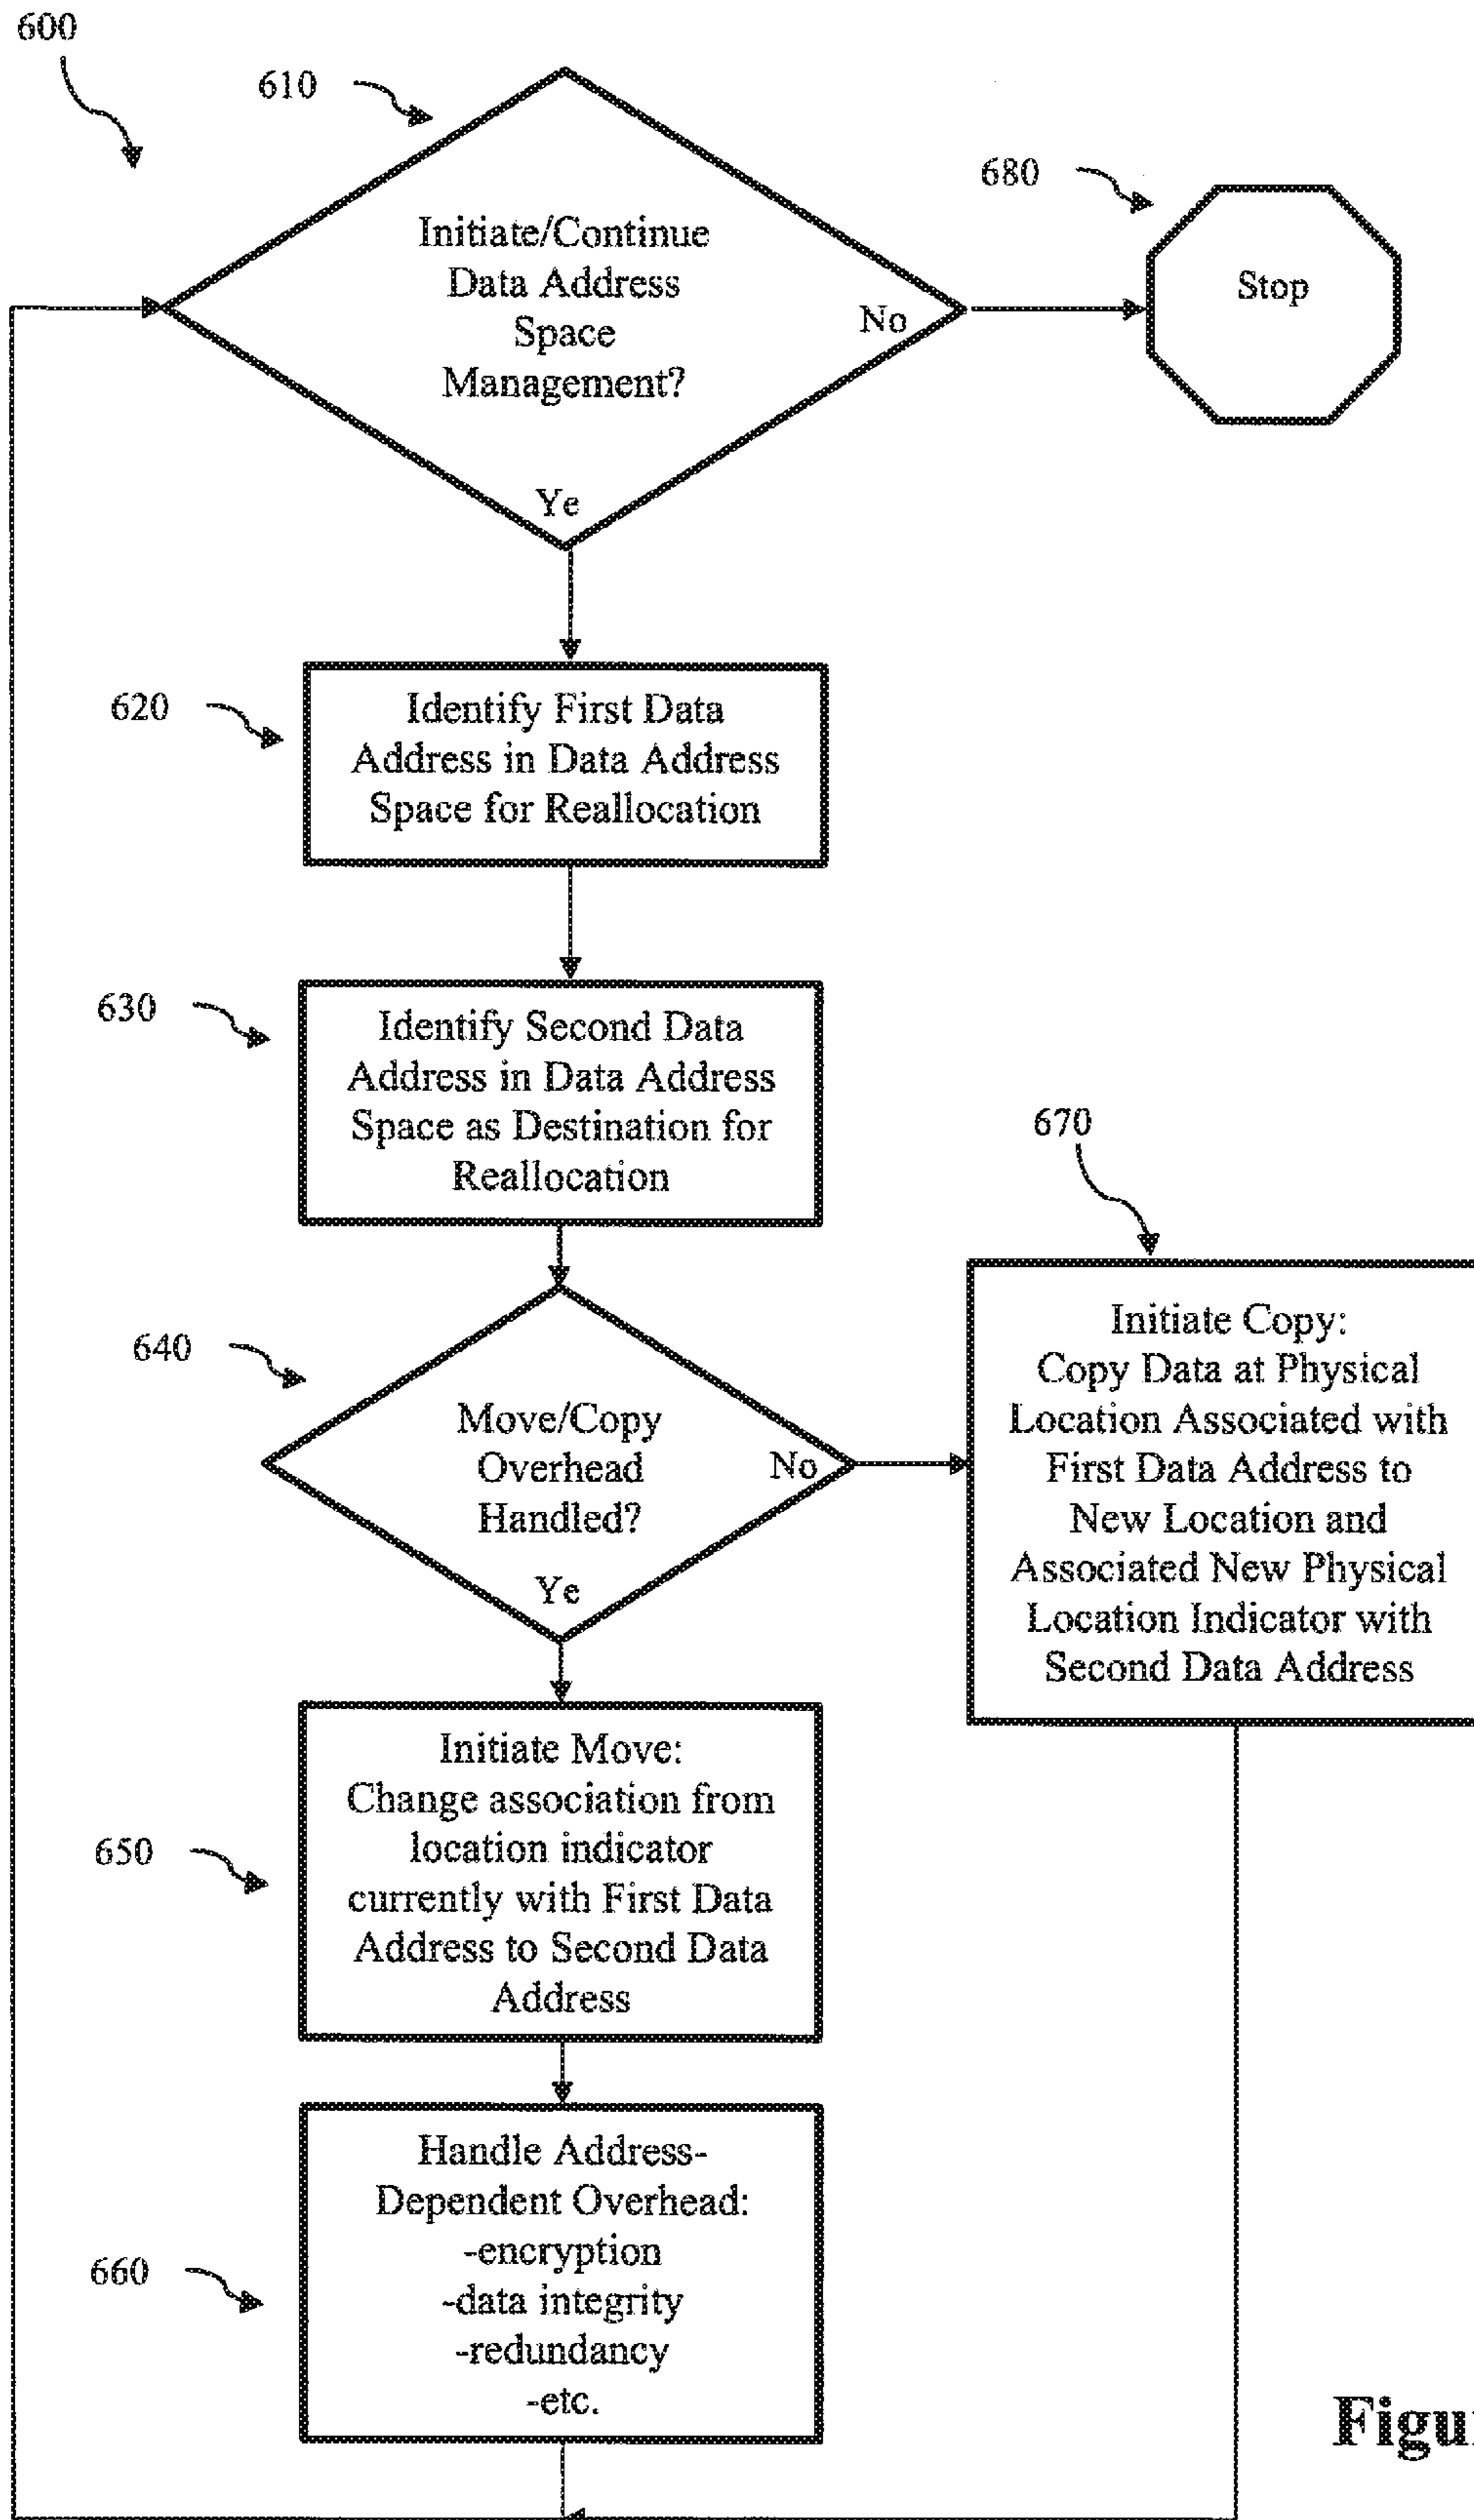 600
610
Initiate/Continue
Data Address
Space
Management?
No
Ye
680
Stop
620
Identify First Data
Address in Data Address
Space for Reallocation
630
Identify Second Data
Address in Data Address
Space as Destination for
Reallocation
640
Move/Copy
Overhead
Handled?
No
Ye
670
Initiate Copy:
Copy Data at Physical
Location Associated with
First Data Address to
New Location and
Associated New Physical
Location Indicator with
Second Data Address
650
Initiate Move:
Change association from
location indicator
currently with First Data
Address to Second Data
Address
660
Handle Address-
Dependent Overhead:
-encryption
-data integrity
-redundancy
-etc.